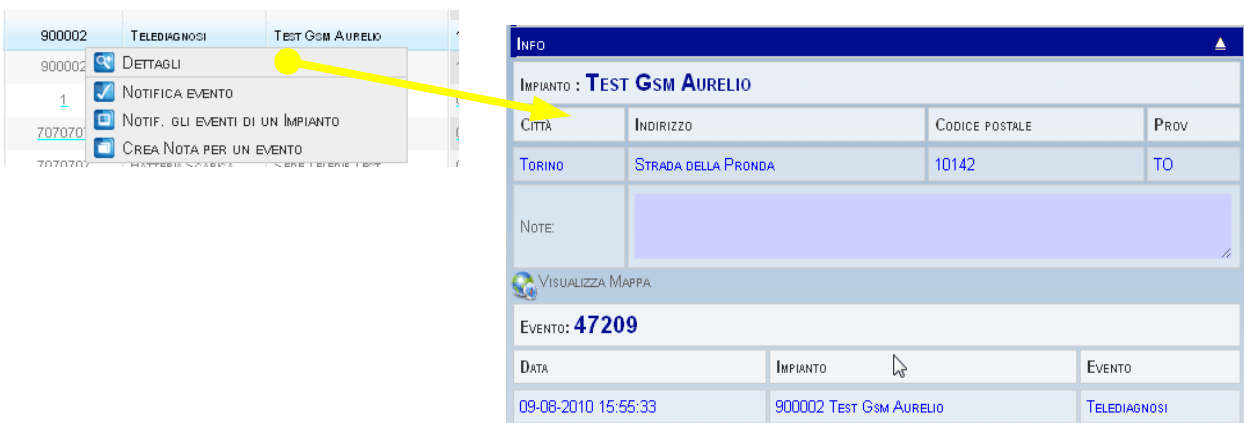 900002 Telediagnosi Test Gsm Aurelio
900002
Dettagli
1
Notifica evento
Notif. gli eventi di un Impianto
7070707
Crea Nota per un evento
Info
Impianto : Test Gsm Aurelio
Città Indirizzo Codice postale Prov
Torino Strada della Pronda 10142 TO
Note:
Visualizza Mappa
Evento: 47209
Data Impianto Evento
09-08-2010 15:55:33 900002 Test Gsm Aurelio Telediagnosi